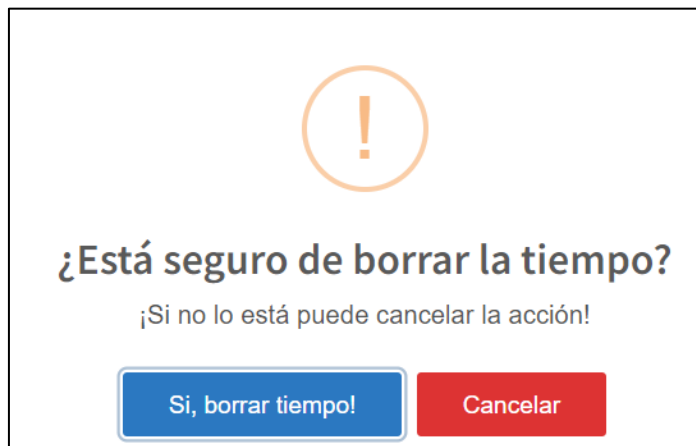 !
¿Está seguro de borrar la tiempo?
¡Si no lo está puede cancelar la acción!
Si, borrar tiempo! Cancelar